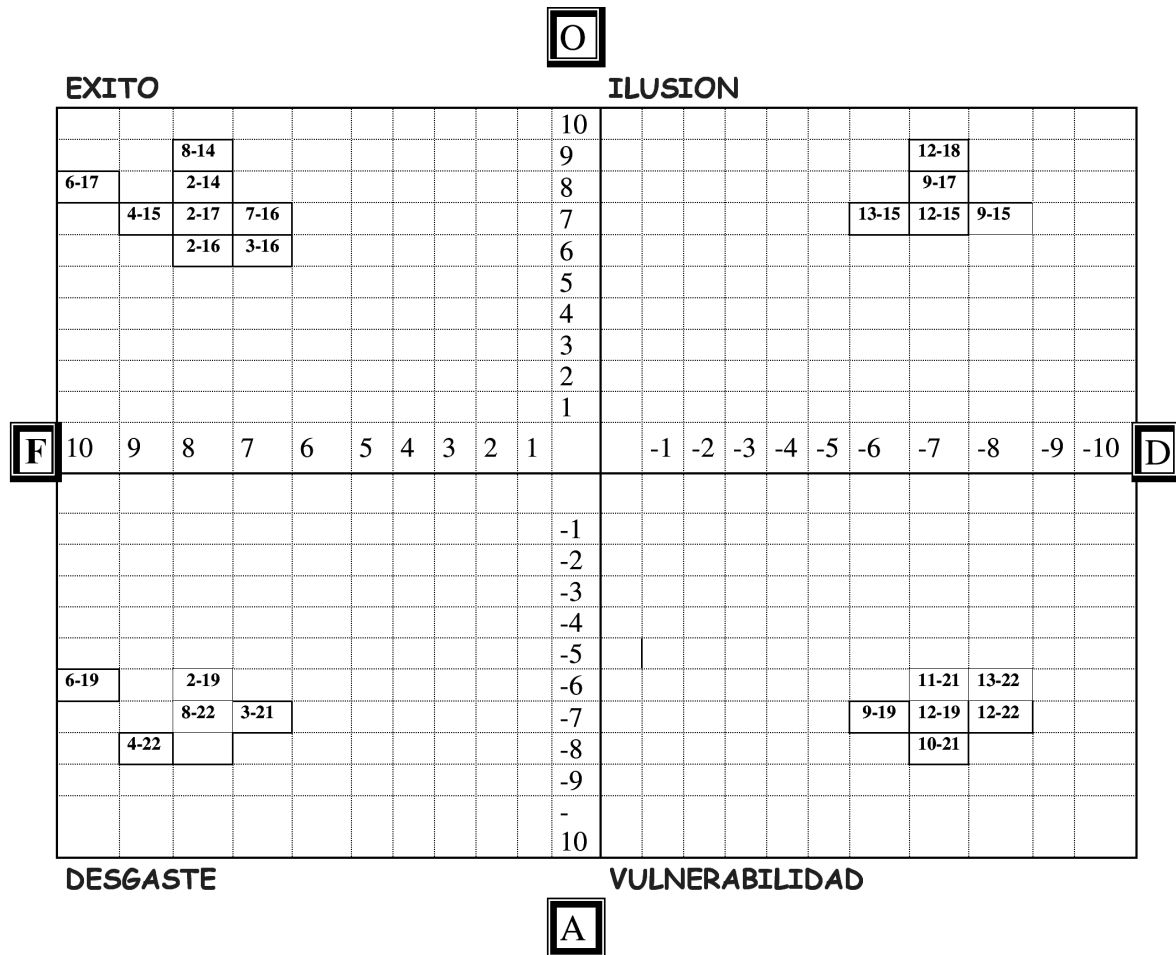 O
EXITO ILUSION
10
8-14 9 12-18
6-17 2-14 8 9-17
4-15 2-17 7-16 7 13-15 12-15 9-15
2-16 3-16 6
5
4
3
2
1
F 10 9 8 7 6 5 4 3 2 1 -1 -2 -3 -4 -5 -6 -7 -8 -9 -10 D
-1
-2
-3
-4
-5
6-19 2-19 -6 11-21 13-22
8-22 3-21 -7 9-19 12-19 12-22
4-22 -8 10-21
-9
-
10
DESGASTE VULNERABILIDAD
A